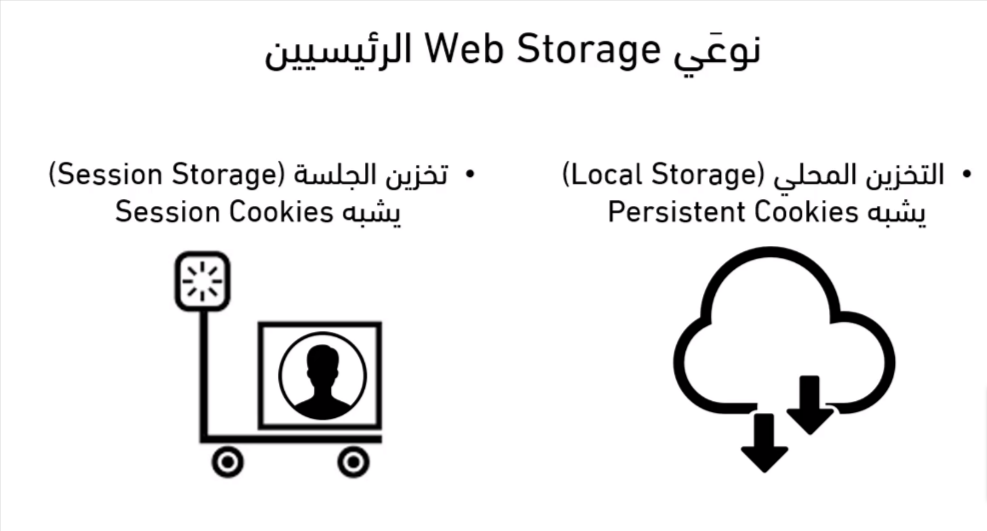 نوعَي Web Storage الرئيسيين
• التخزين المحلي (Local Storage)
يشبه Persistent Cookies
• تخزين الجلسة (Session Storage)
يشبه Session Cookies